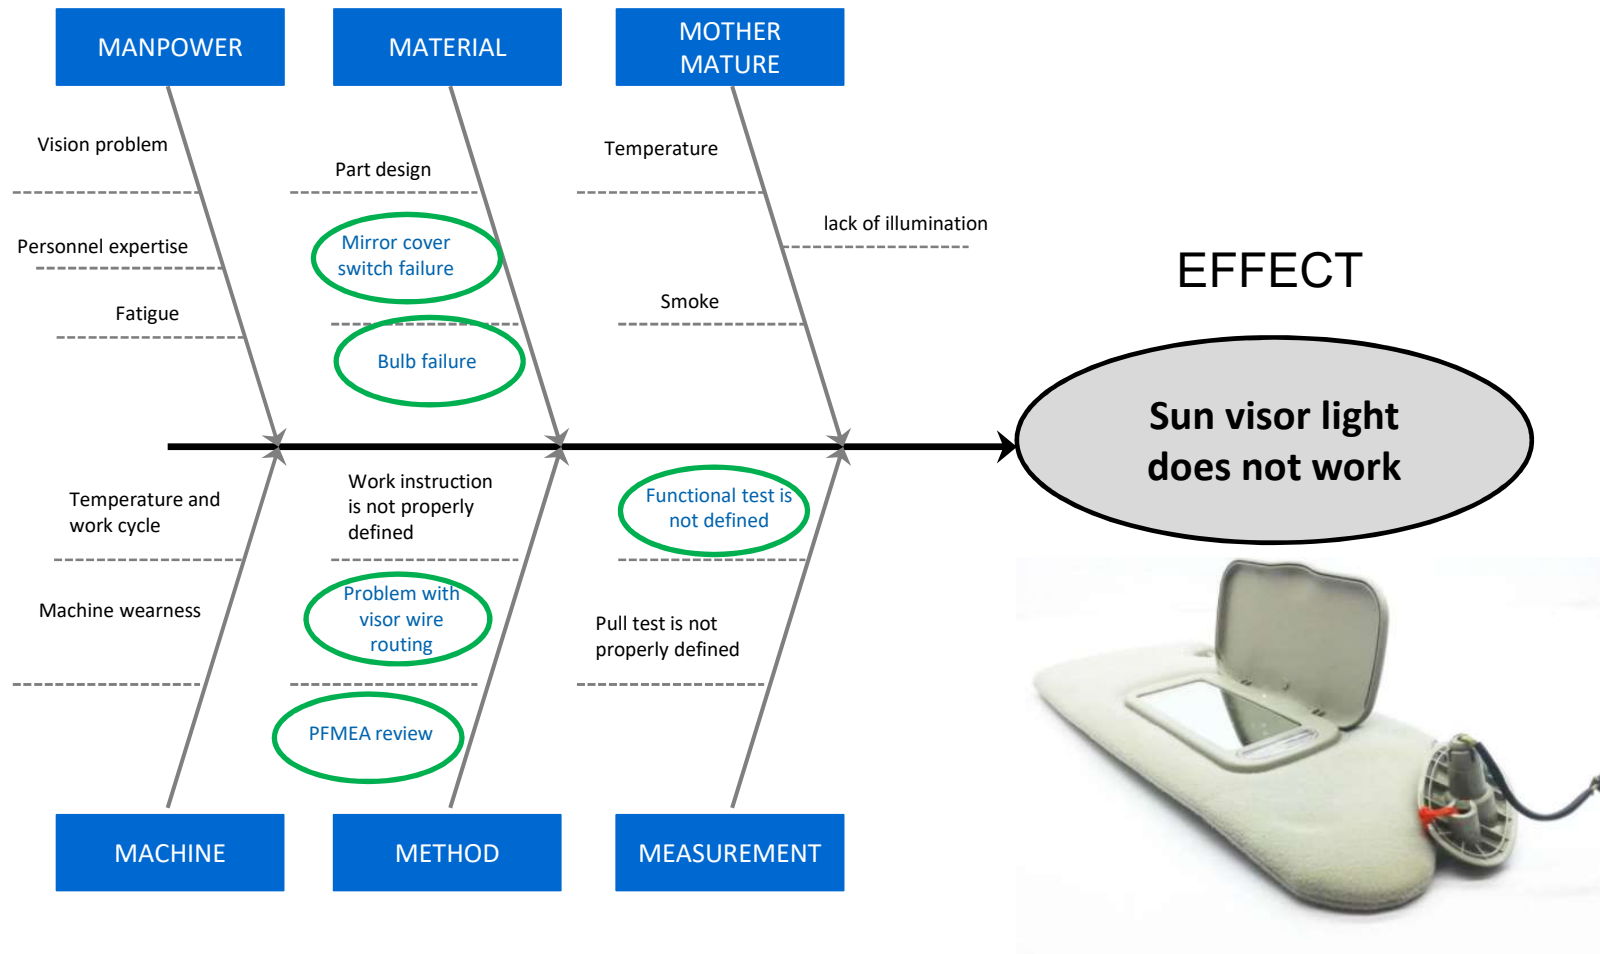 MANPOWER
MATERIAL
MOTHER
MATURE
Vision problem
Personnel expertise
Fatigue
Part design
Mirror cover
switch failure
Bulb failure
Temperature
lack of illumination
Smoke
EFFECT
Sun visor light
does not work
Temperature and
work cycle
Machine wearness
Work instruction
is not properly
defined
Problem with
visor wire
routing
PFMEA review
Functional test is
not defined
Pull test is not
properly defined
MACHINE
METHOD
MEASUREMENT